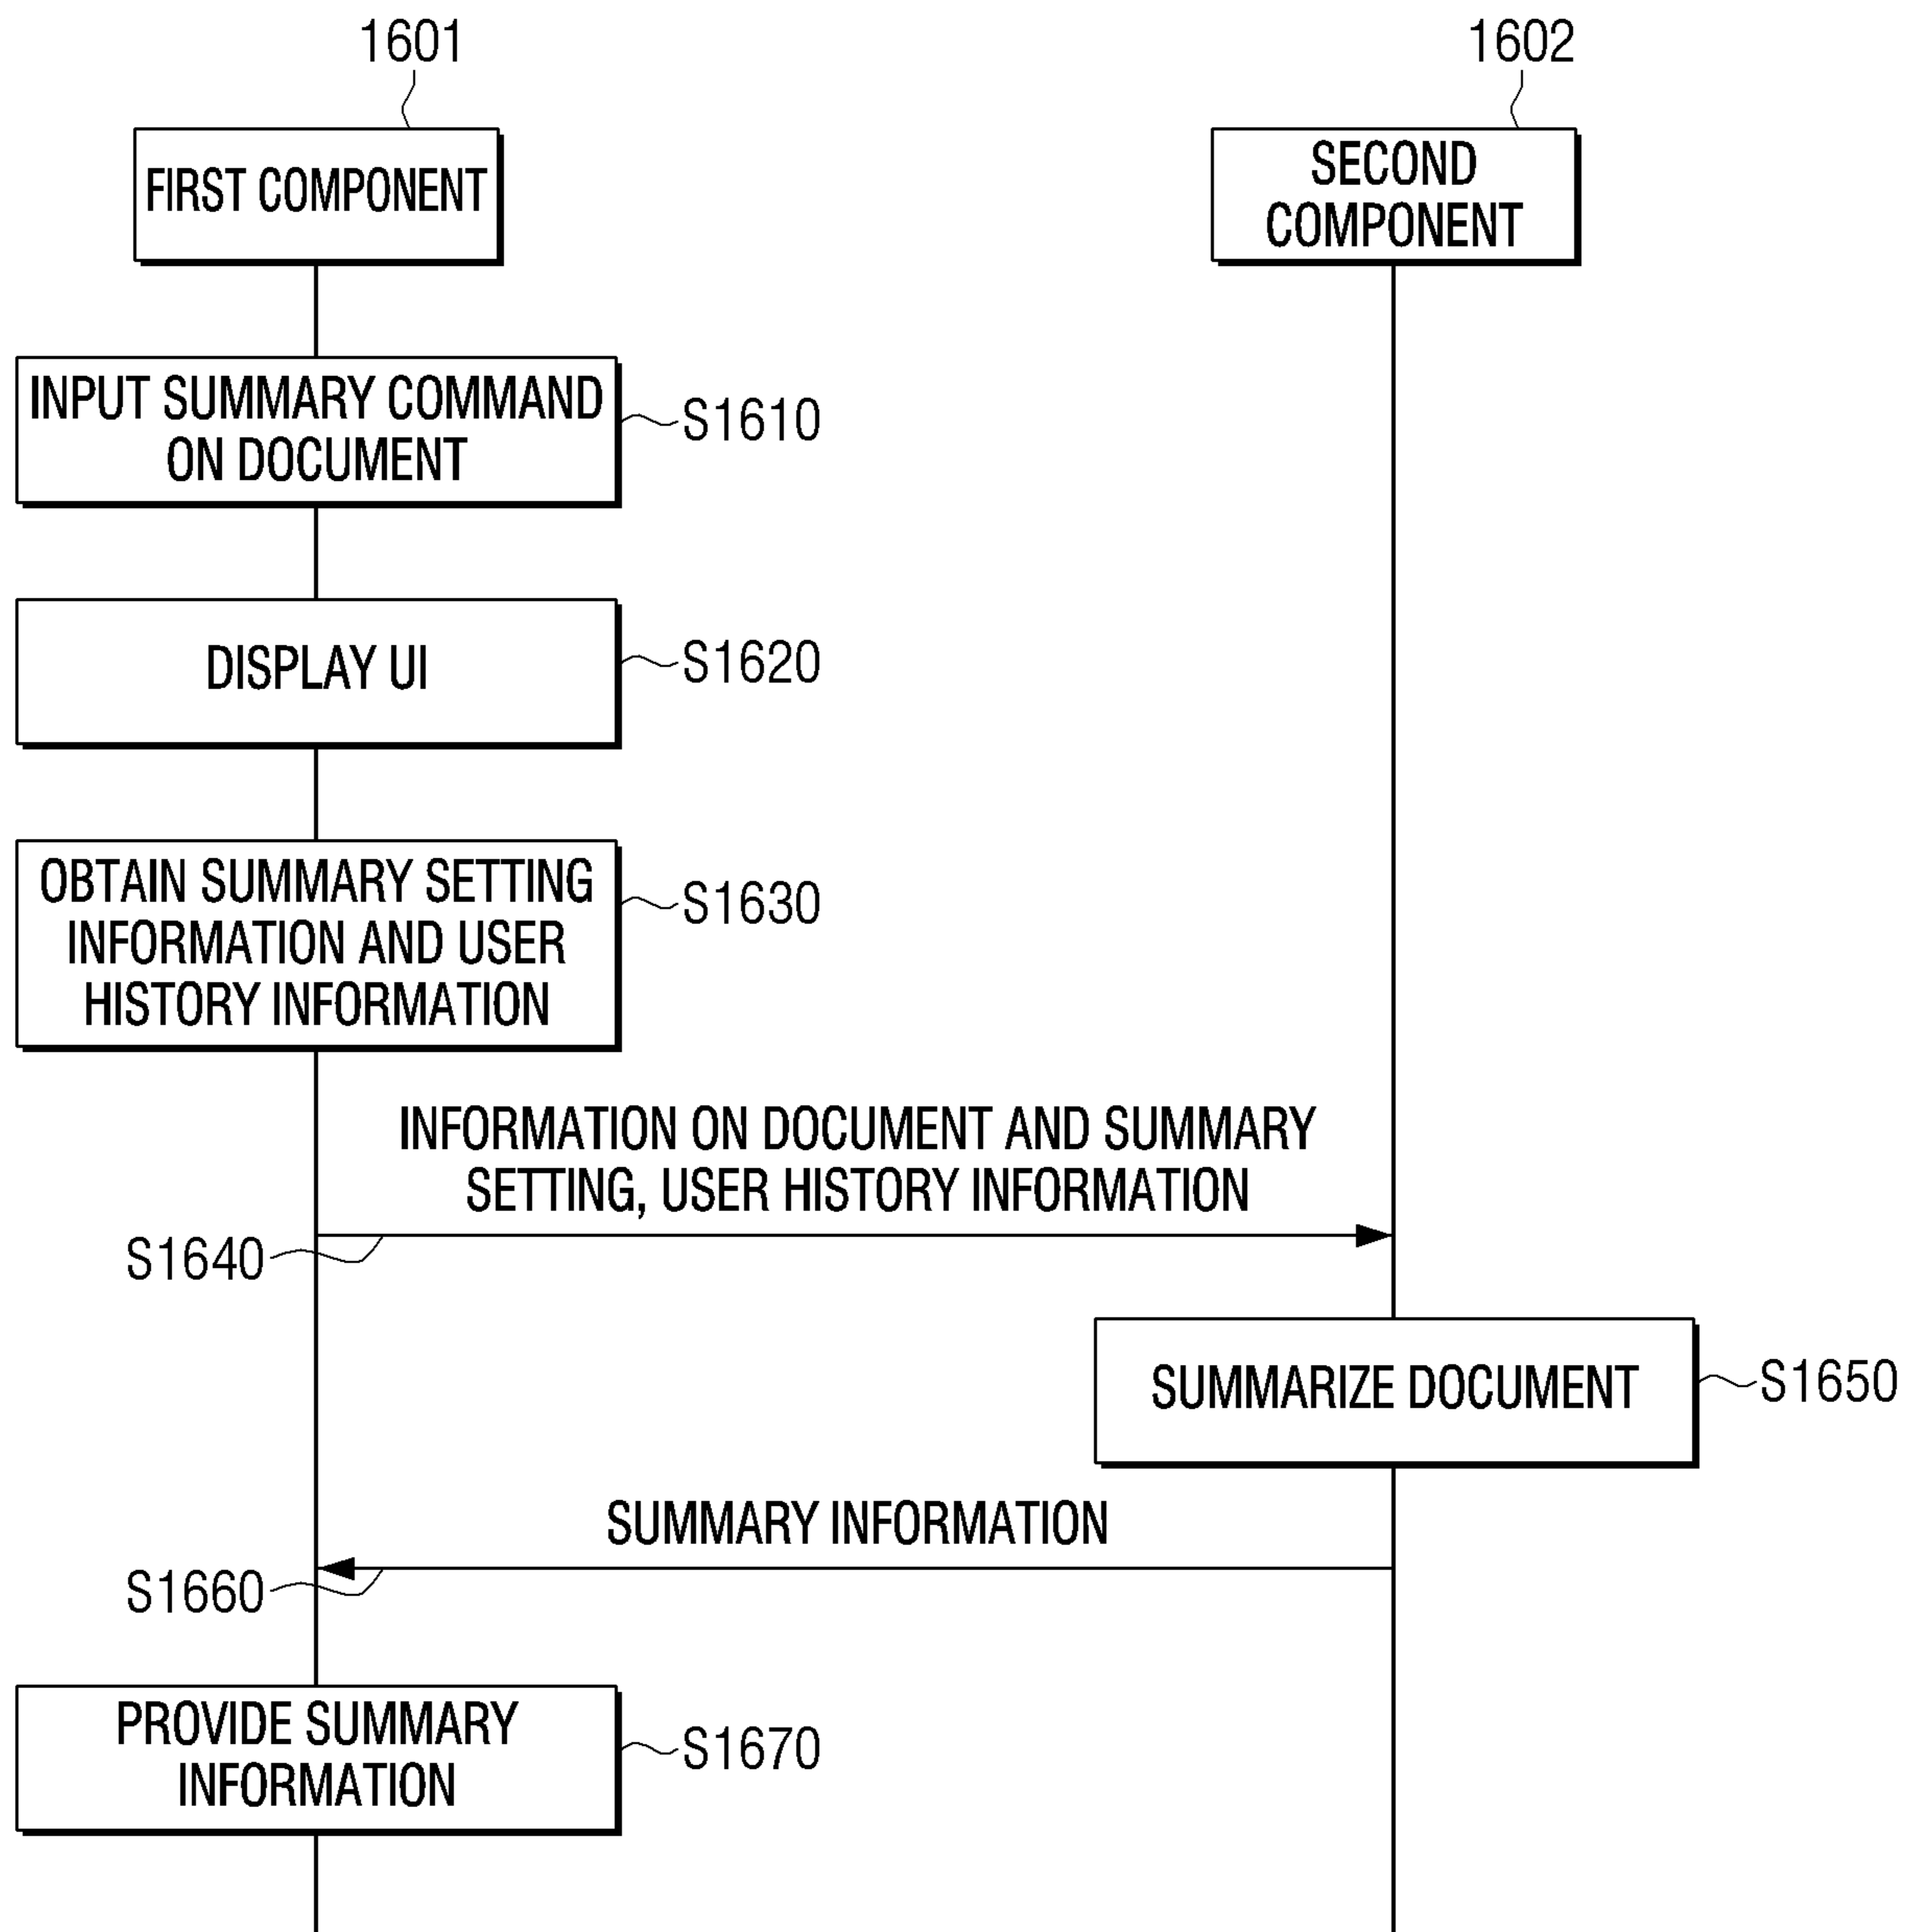 1601
1602
FIRST COMPONENT
SECOND
COMPONENT
INPUT SUMMARY COMMAND
ON DOCUMENT
S1610
DISPLAY UI
S1620
OBTAIN SUMMARY SETTING
INFORMATION AND USER
HISTORY INFORMATION
S1630
INFORMATION ON DOCUMENT AND SUMMARY
SETTING, USER HISTORY INFORMATION
S1640
SUMMARIZE DOCUMENT
S1650
SUMMARY INFORMATION
S1660
PROVIDE SUMMARY
INFORMATION
S1670